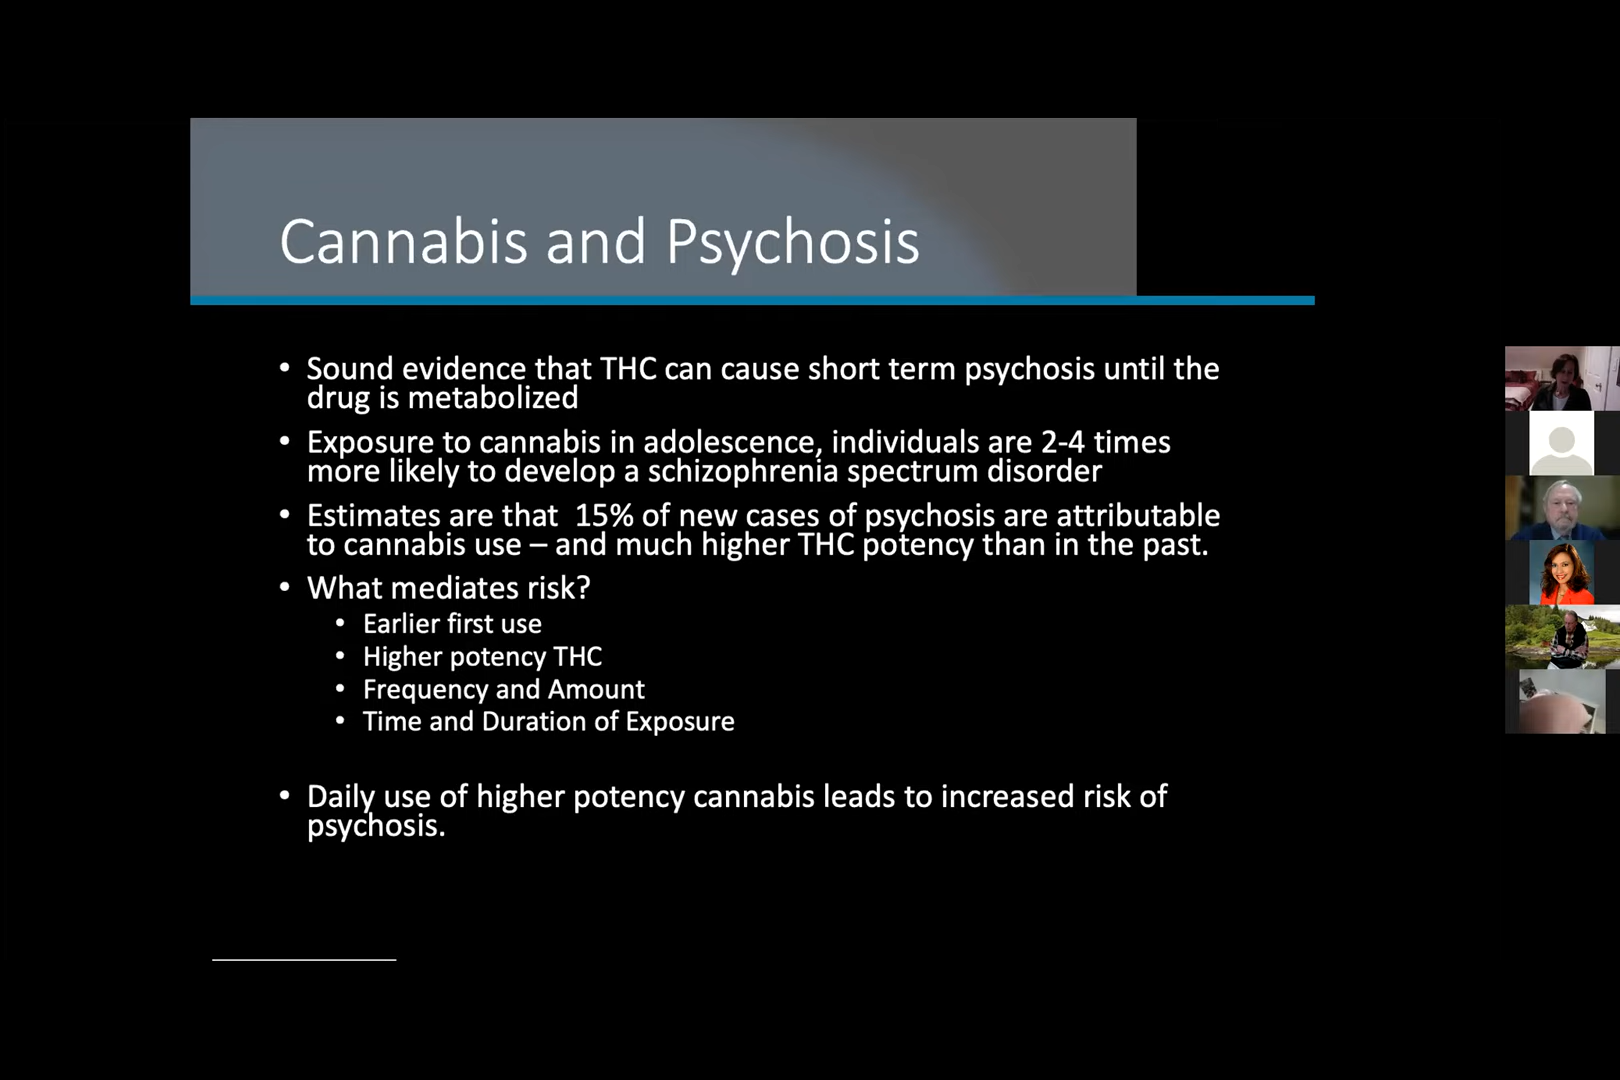 Cannabis and Psychosis
• Sound evidence that THC can cause short term psychosis until the
drug is metabolized
• Exposure to cannabis in adolescence, individuals are 2-4 times
more likely to develop a schizophrenia spectrum disorder
• Estimates are that  15% of new cases of psychosis are attributable
to cannabis use – and much higher THC potency than in the past.
• What mediates risk?
• Earlier first use
• Higher potency THC
• Frequency and Amount
• Time and Duration of Exposure
• Daily use of higher potency cannabis leads to increased risk of
psychosis.